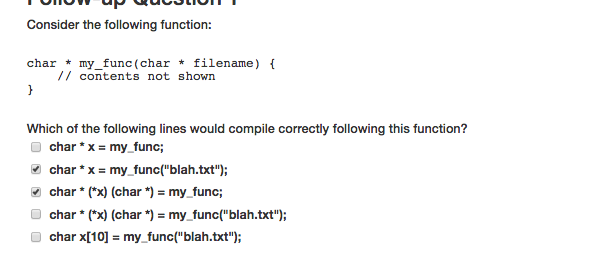 Follow-up Question 1
Consider the following function:
char * my_func(char * filename) {
// contents not shown
}
Which of the following lines would compile correctly following this function?
char * x = my_func;
char * x = my_func("blah.txt");
char * (*x) (char *) = my_func;
char * (*x) (char *) = my_func("blah.txt");
char x[10] = my_func("blah.txt");